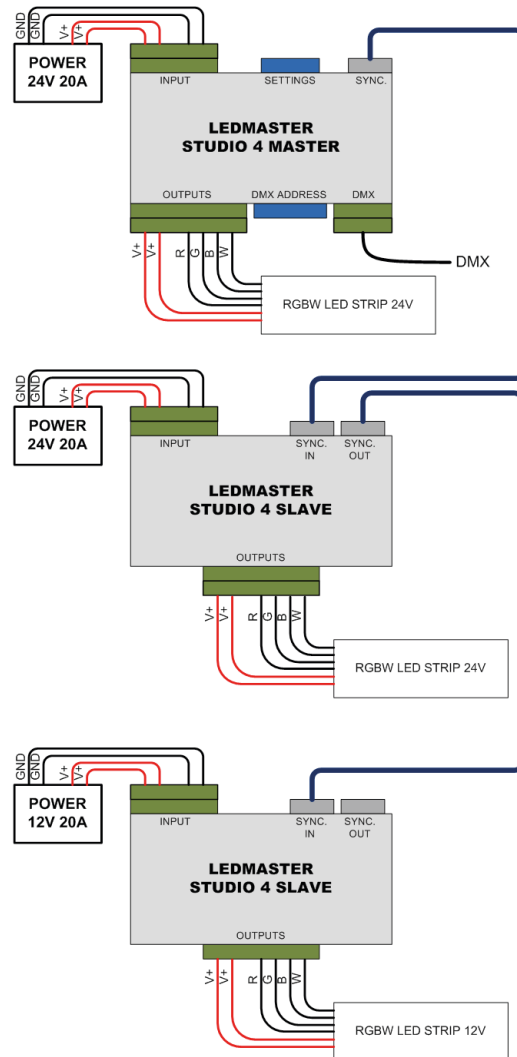 GND
GND
V+
V+
POWER
24V 20A
INPUT
SETTINGS
SYNC.
LEDMASTER
STUDIO 4 MASTER
OUTPUTS
DMX ADDRESS
DMX
V+
V+
R
G
B
W
DMX
RGBW LED STRIP 24V
GND
GND
V+
V+
POWER
24V 20A
INPUT
SYNC.
IN
SYNC.
OUT
LEDMASTER
STUDIO 4 SLAVE
OUTPUTS
V+
V+
R
G
B
W
RGBW LED STRIP 24V
GND
GND
V+
V+
POWER
12V 20A
INPUT
SYNC.
IN
SYNC.
OUT
LEDMASTER
STUDIO 4 SLAVE
OUTPUTS
V+
V+
R
G
B
W
RGBW LED STRIP 12V